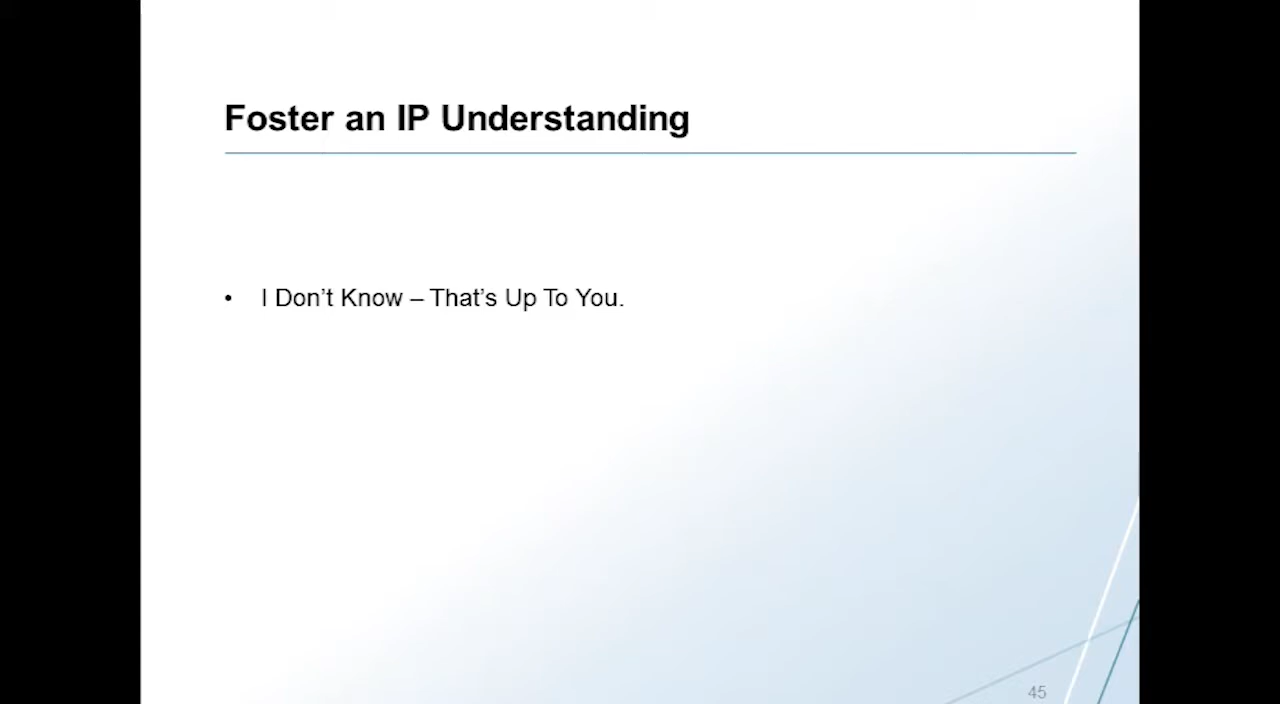 Foster an IP Understanding
• I Don’t Know – That’s Up To You.
45